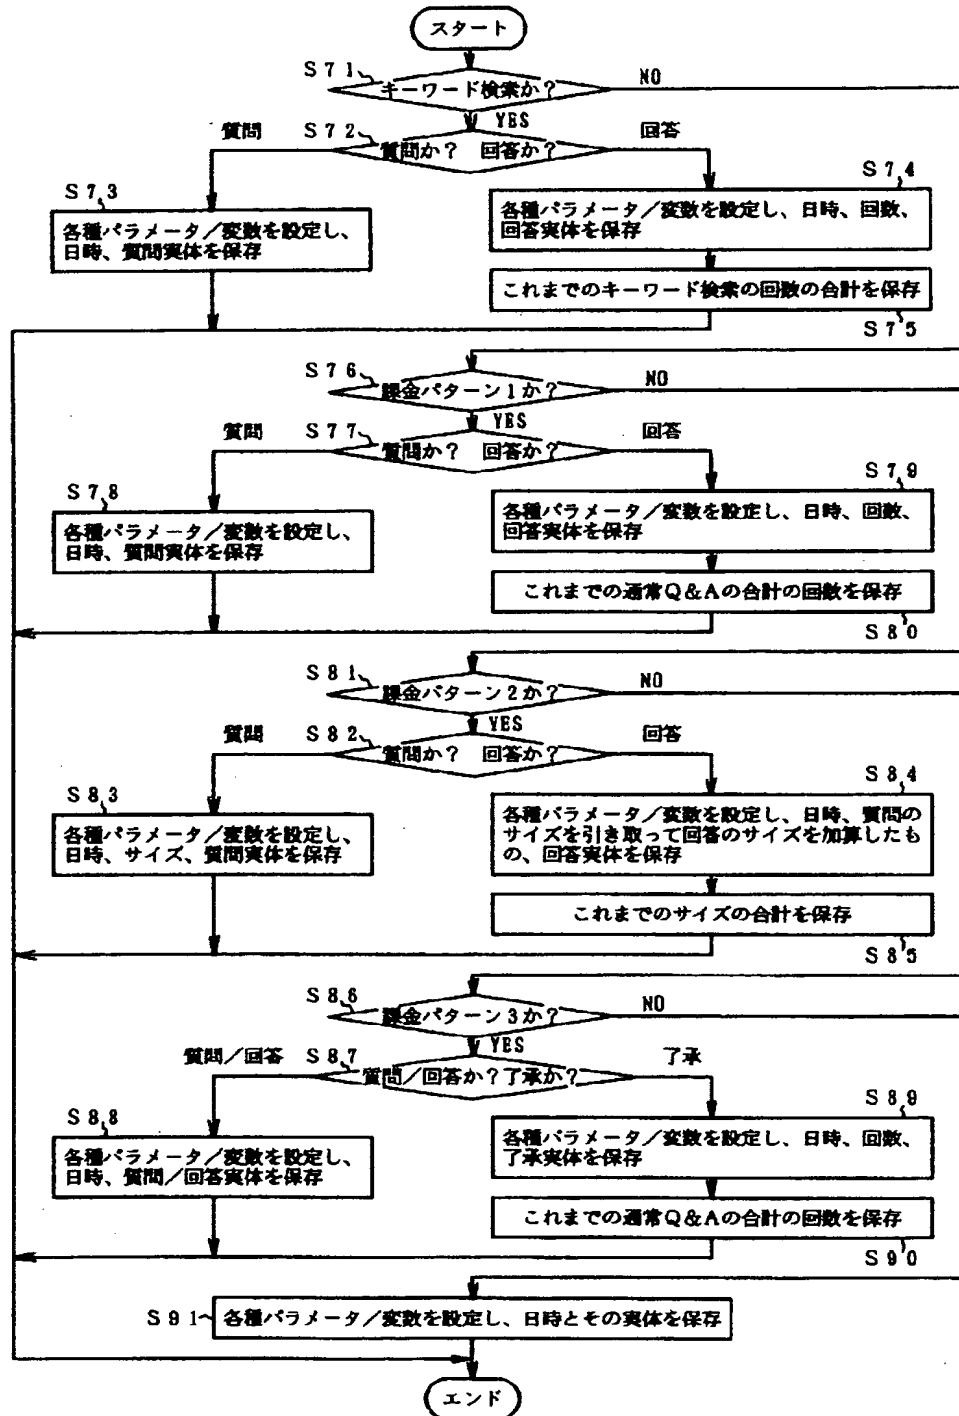 スタート
S71
キーワード検索か?
NO
YES
質問
S72
質問か? 回答か?
回答
S73
各種パラメータ/変数を設定し、
日時、質問実体を保存
S74
各種パラメータ/変数を設定し、日時、回数、
回答実体を保存
これまでのキーワード検索の回数の合計を保存
S75
S76
課金パターン1か?
NO
YES
質問
S77
質問か? 回答か?
回答
S78
各種パラメータ/変数を設定し、
日時、質問実体を保存
S79
各種パラメータ/変数を設定し、日時、回数、
回答実体を保存
これまでの通常Q&Aの合計の回数を保存
S80
S81
課金パターン2か?
NO
YES
質問
S82
質問か? 回答か?
回答
S83
各種パラメータ/変数を設定し、
日時、サイズ、質問実体を保存
S84
各種パラメータ/変数を設定し、日時、質問の
サイズを引き取って回答のサイズを加算したも
の、回答実体を保存
これまでのサイズの合計を保存
S85
S86
課金パターン3か?
NO
YES
質問/回答
S87
質問/回答か?了承か?
了承
S88
各種パラメータ/変数を設定し、
日時、質問/回答実体を保存
S89
各種パラメータ/変数を設定し、日時、回数、
了承実体を保存
これまでの通常Q&Aの合計の回数を保存
S90
S91
各種パラメータ/変数を設定し、日時とその実体を保存
エンド